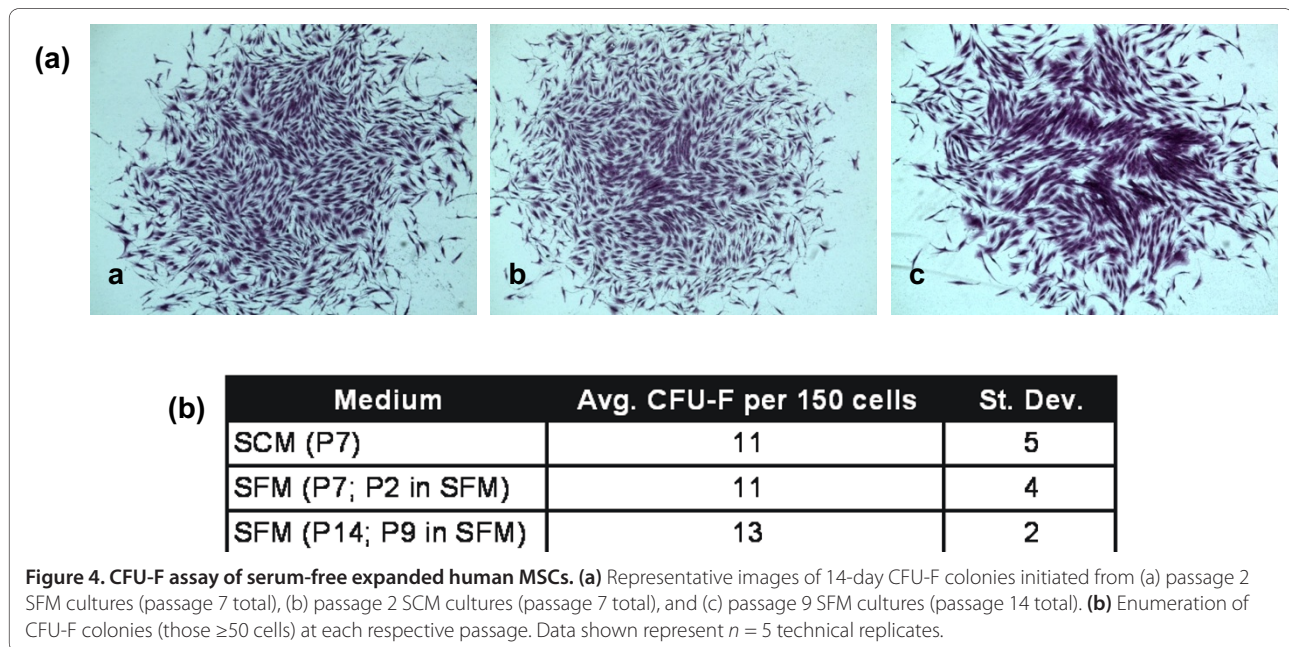 (a)
a
b
c
(b)
Medium Avg. CFU-F per 150 cells St. Dev.
SCM (P7) 11 5
SFM (P7; P2 in SFM) 11 4
SFM (P14; P9 in SFM) 13 2
Figure 4. CFU-F assay of serum-free expanded human MSCs. (a) Representative images of 14-day CFU-F colonies initiated from (a) passage 2
SFM cultures (passage 7 total), (b) passage 2 SCM cultures (passage 7 total), and (c) passage 9 SFM cultures (passage 14 total). (b) Enumeration of
CFU-F colonies (those ≥50 cells) at each respective passage. Data shown represent n = 5 technical replicates.